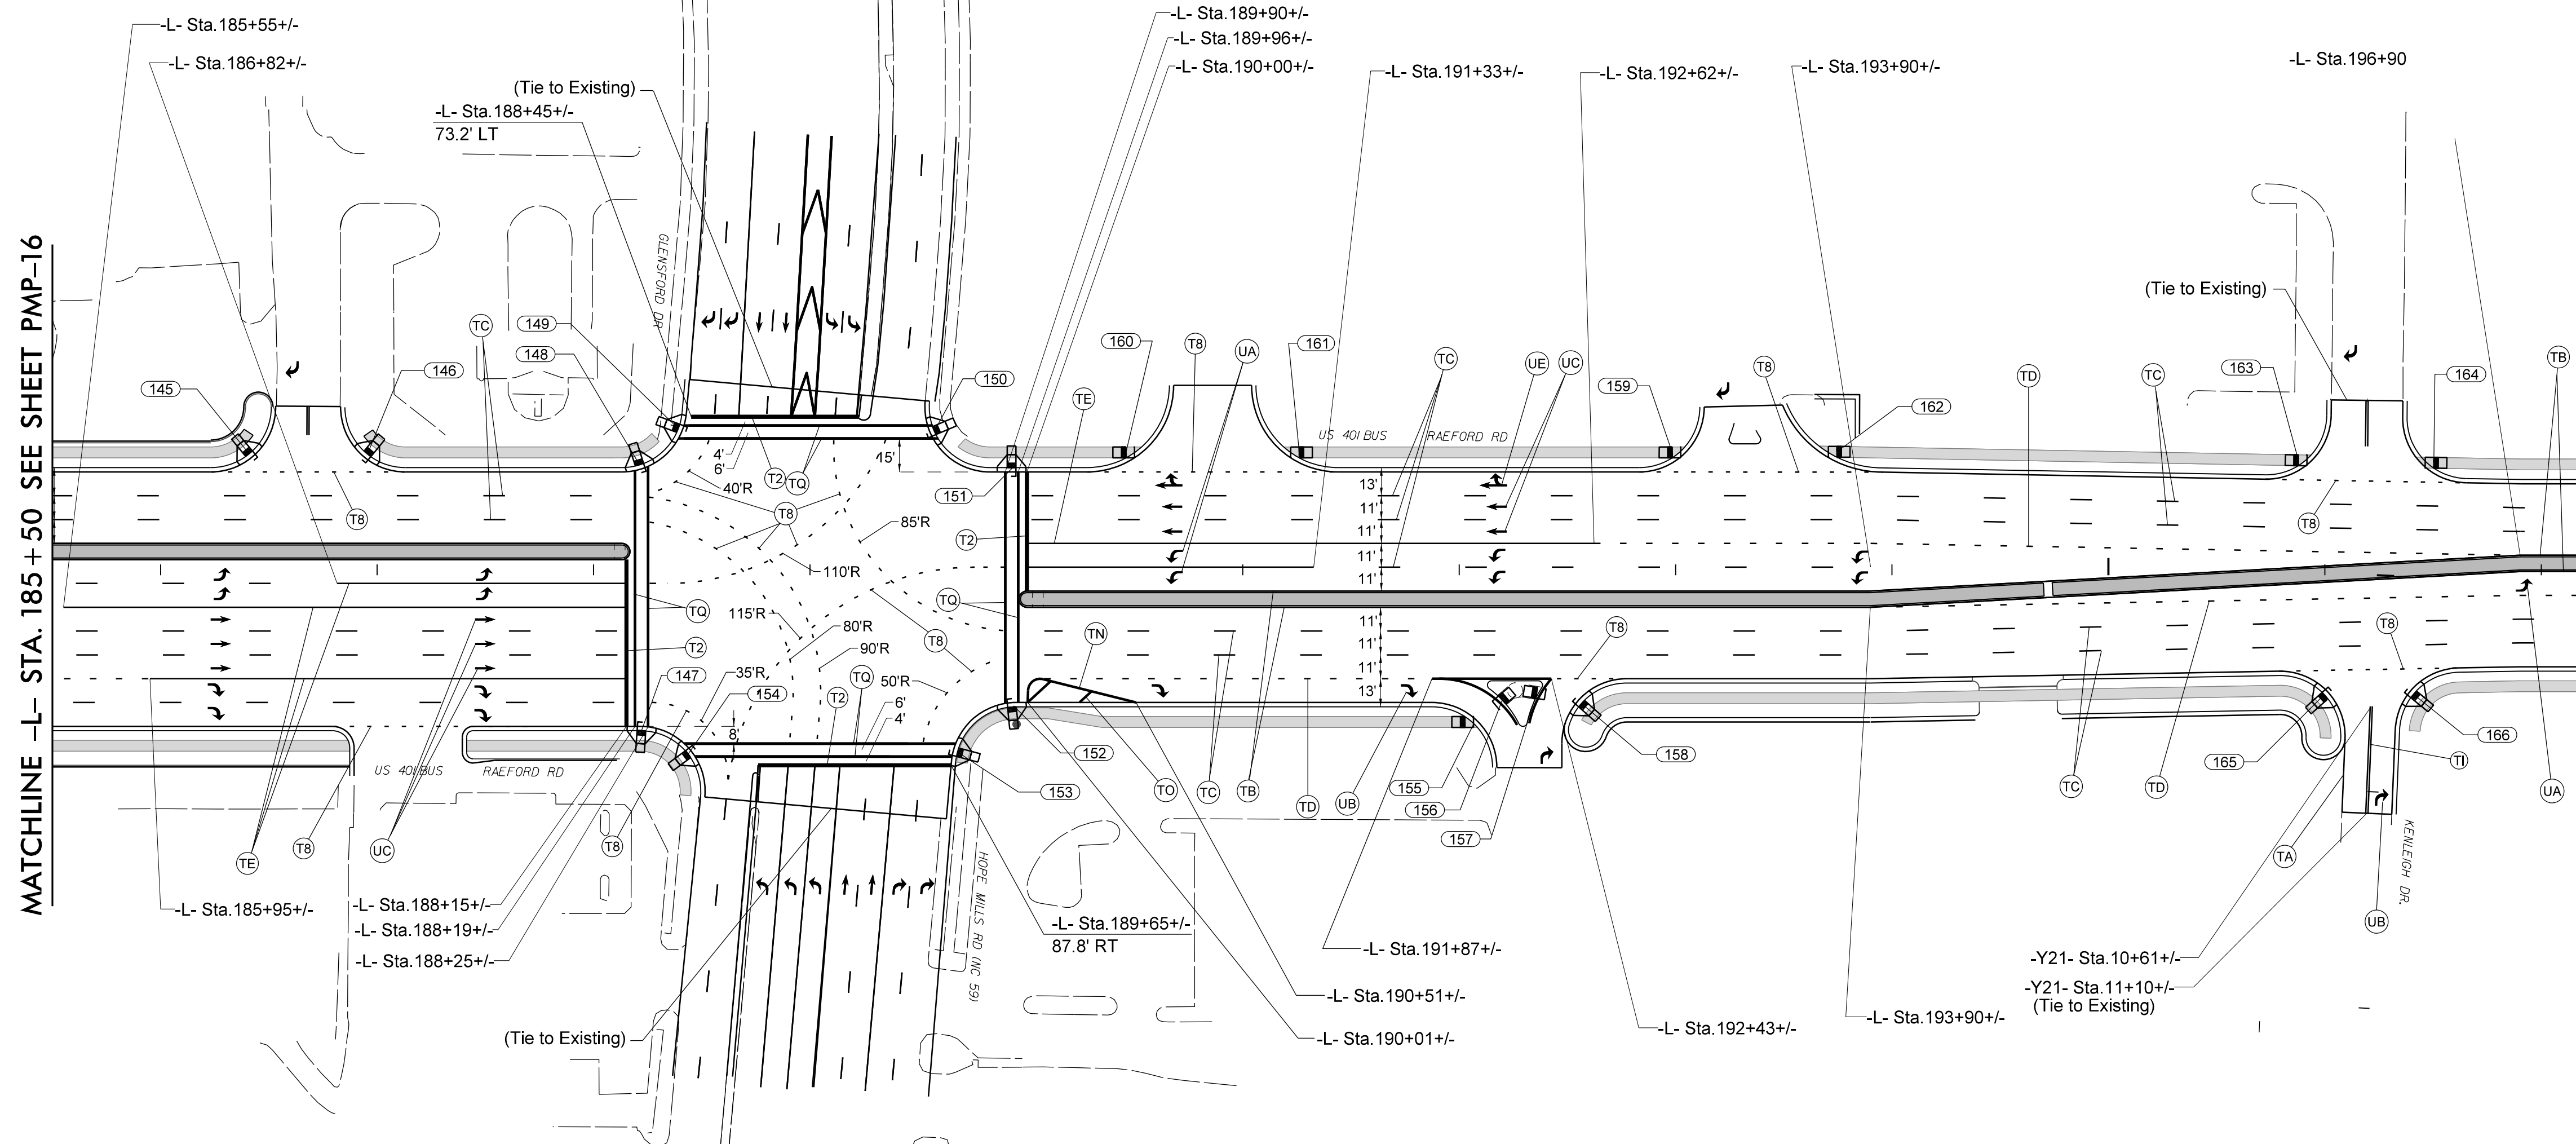 -L- Sta.185+55+/-
-L- Sta.186+82+/-
(Tie to Existing)
-L- Sta.188+45+/-
73.2' LT
-L- Sta.189+90+/-
-L- Sta.189+96+/-
-L- Sta.190+00+/-
-L- Sta.191+33+/-
-L- Sta.192+62+/-
-L- Sta.193+90+/-
-L- Sta.196+90
(Tie to Existing)
MATCHLINE -L- STA. 185+50 SEE SHEET PMP-16
GLENSFORD DR
145
146
TC
149
148
150
160
T8
UA
161
TC
UE
UC
159
T8
162
TD
TC
163
164
TB
TE
US 401 BUS RAEFORD RD
4'
6'
15'
T2
TQ
40'R
151
T8
T8
85'R
T2
110'R
13'
11'
11'
11'
11'
T8
TQ
115'R
80'R
90'R
TQ
T8
T2
147
35'R
154
TQ
50'R
T2
6'
4'
8'
TN
11'
11'
11'
13'
T8
T8
152
153
TO
TC
TB
TD
UB
155
156
157
158
165
166
TI
TC
TD
UA
US 401 BUS RAEFORD RD
TE
T8
UC
T8
TA
UB
KENLEIGH DR.
HOPE MILLS RD (NC 59)
-L- Sta.185+95+/-
-L- Sta.188+15+/-
-L- Sta.188+19+/-
-L- Sta.188+25+/-
-L- Sta.189+65+/-
87.8' RT
(Tie to Existing)
-L- Sta.191+87+/-
-L- Sta.190+51+/-
-L- Sta.190+01+/-
-L- Sta.192+43+/-
-L- Sta.193+90+/-
-Y21- Sta.10+61+/-
-Y21- Sta.11+10+/-
(Tie to Existing)